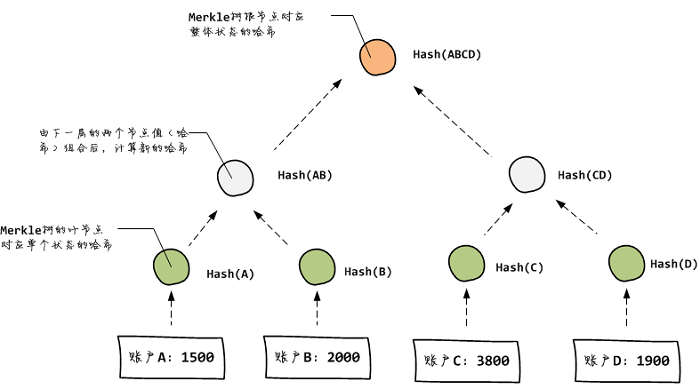 Merkle树根节点对应
整体状态的哈希
Hash(ABCD)
由下一层的两个节点值（哈
希）组合后，计算新的哈希
Hash(AB)
Hash(CD)
Merkle树的叶节点
对应单个状态的哈希
Hash(A)
Hash(B)
Hash(C)
Hash(D)
账户A: 1500
账户B: 2000
账户C: 3800
账户D: 1900